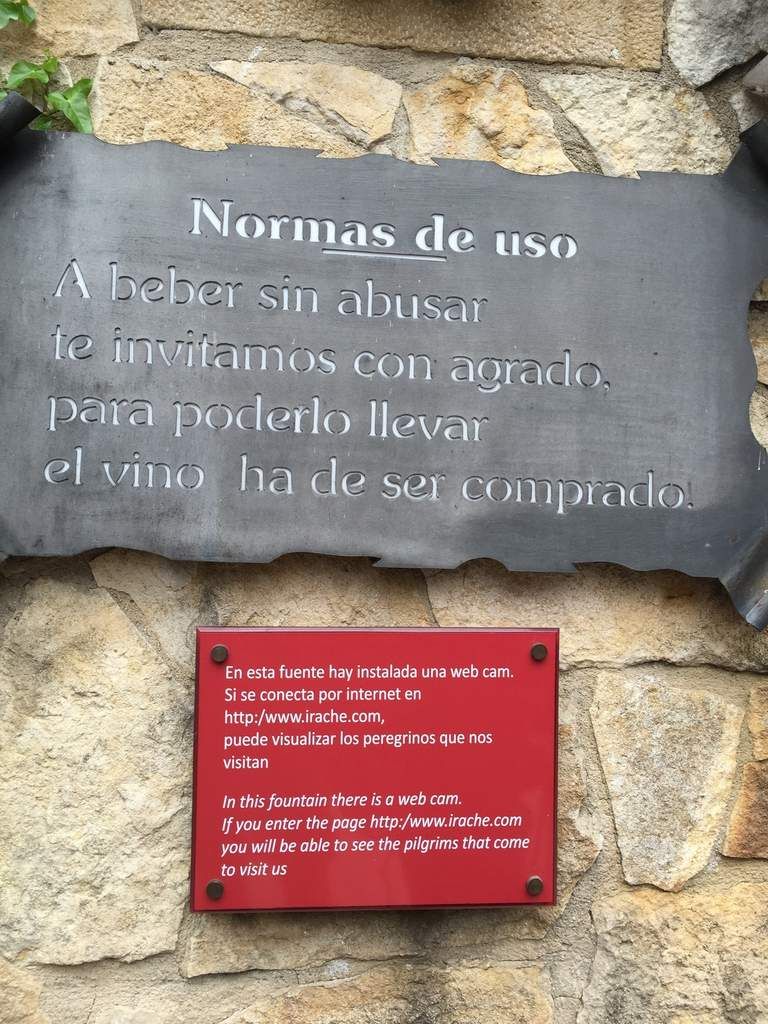 Normas de uso
A beber sin abusar
te invitamos con agrado,
para poderlo llevar
el vino ha de ser comprado.
En esta fuente hay instalada una web cam.
Si se conecta por internet en
http:/www.irache.com,
puede visualizar los peregrinos que nos
visitan
In this fountain there is a web cam.
If you enter the page http:/www.irache.com
you will be able to see the pilgrims that come
to visit us